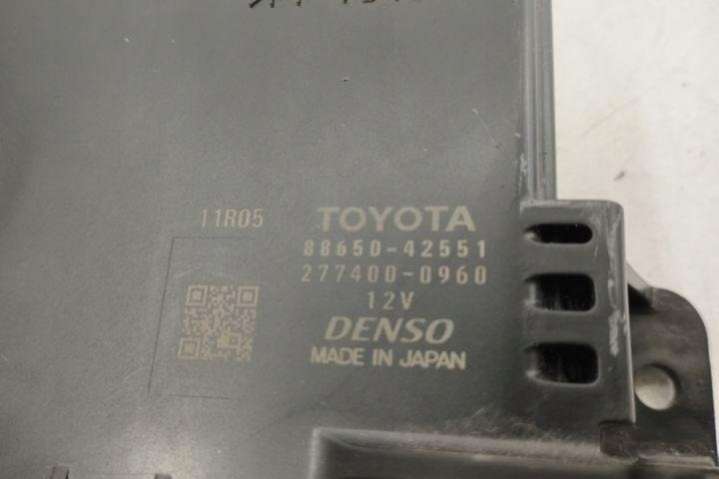 11R05
TOYOTA
88650-42551
277400-0960
12V
DENSO
MADE IN JAPAN